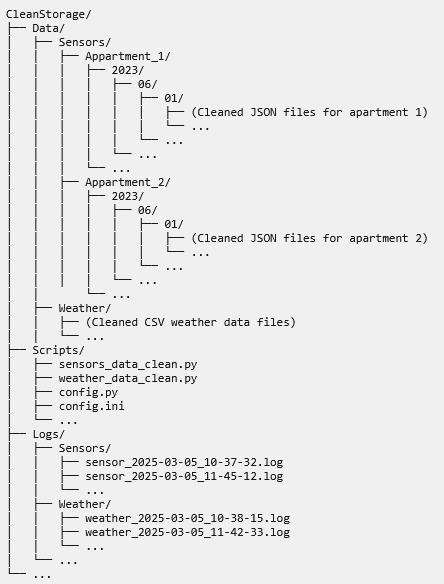 CleanStorage/
├── Data/
│   ├── Sensors/
│   │   ├── Appartment_1/
│   │   │   ├── 2023/
│   │   │   │   ├── 06/
│   │   │   │   │   ├── 01/
│   │   │   │   │   │   ├── (Cleaned JSON files for apartment 1)
│   │   │   │   │   │   └── ...
│   │   │   │   │   └── ...
│   │   │   │   └── ...
│   │   │   └── ...
│   │   ├── Appartment_2/
│   │   │   ├── 2023/
│   │   │   │   ├── 06/
│   │   │   │   │   ├── 01/
│   │   │   │   │   │   ├── (Cleaned JSON files for apartment 2)
│   │   │   │   │   │   └── ...
│   │   │   │   │   └── ...
│   │   │   │   └── ...
│   │       └── ...
│   ├── Weather/
│   │   ├── (Cleaned CSV weather data files)
│   │   └── ...
├── Scripts/
│   ├── sensors_data_clean.py
│   ├── weather_data_clean.py
│   ├── config.py
│   ├── config.ini
│   └── ...
├── Logs/
│   ├── Sensors/
│   │   ├── sensor_2025-03-05_10-37-32.log
│   │   ├── sensor_2025-03-05_11-45-12.log
│   │   └── ...
│   ├── Weather/
│   │   ├── weather_2025-03-05_10-38-15.log
│   │   ├── weather_2025-03-05_11-42-33.log
│   │   └── ...
│   └── ...
└── ...